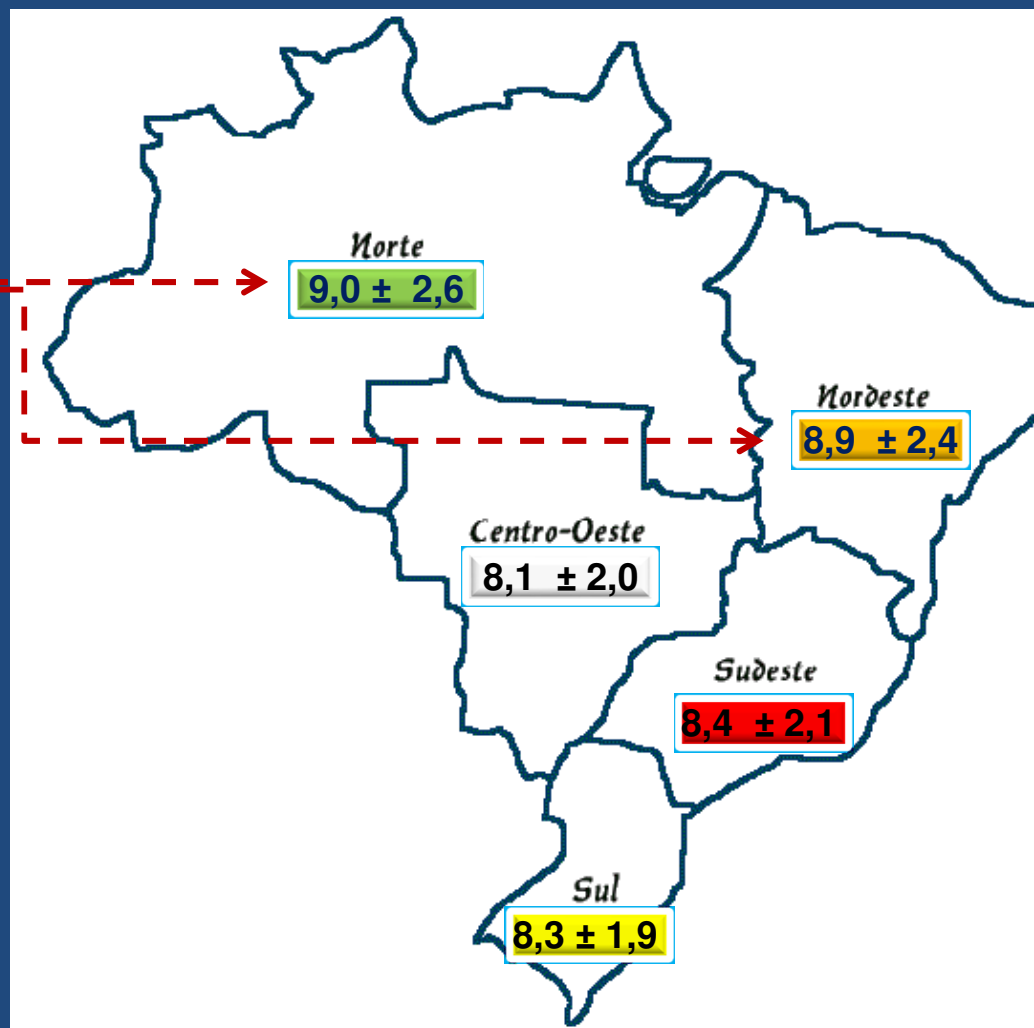 Norte
9,0 ± 2,6
Nordeste
8,9 ± 2,4
Centro-Oeste
8,1 ± 2,0
Sudeste
8,4 ± 2,1
Sul
8,3 ± 1,9